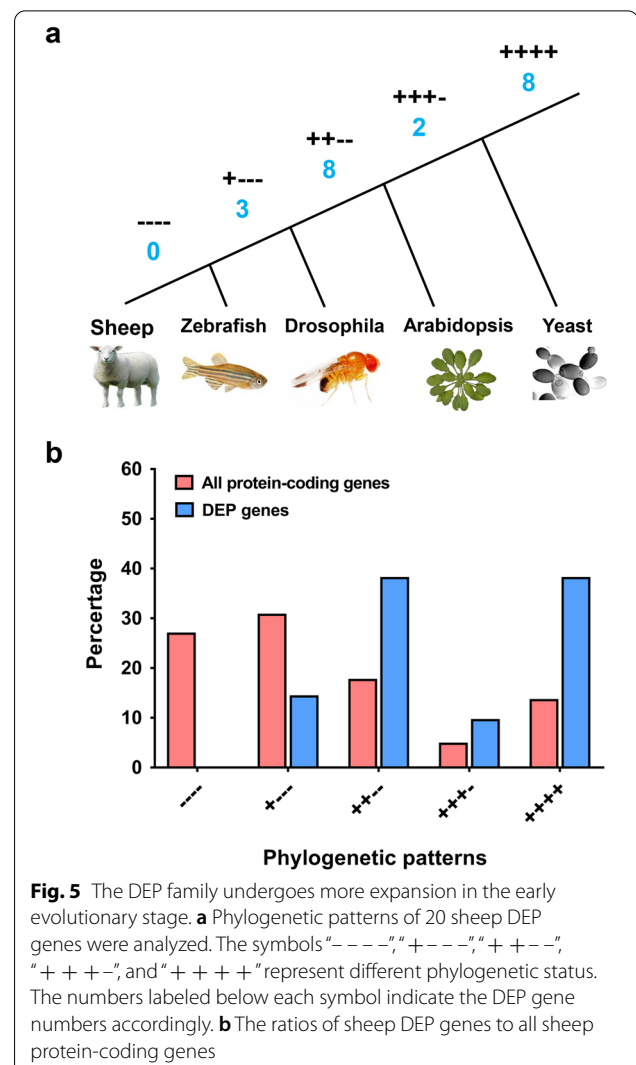 a
++++
8
+++-
2
++--
8
+---
3
----
0
Sheep Zebrafish Drosophila Arabidopsis Yeast
b
60
50
40
30
20
10
0
Percentage
All protein-coding genes
DEP genes
---- +--- ++-- +++- ++++
Phylogenetic patterns
Fig. 5 The DEP family undergoes more expansion in the early
evolutionary stage. a Phylogenetic patterns of 20 sheep DEP
genes were analyzed. The symbols “– – – –”, “ + – – –”, “ + + – –”,
“ + + + –”, and “ + + + + ” represent different phylogenetic status.
The numbers labeled below each symbol indicate the DEP gene
numbers accordingly. b The ratios of sheep DEP genes to all sheep
protein-coding genes